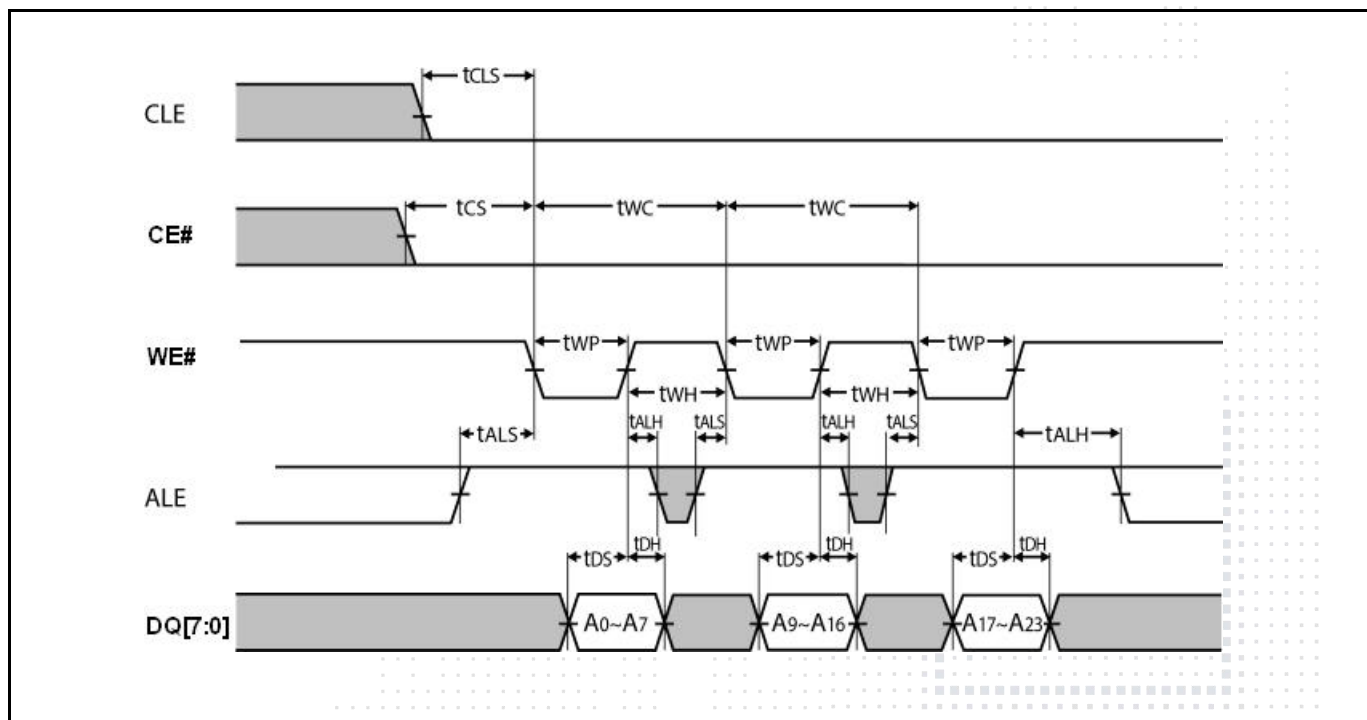 tCLS
CLE
tCS tWC tWC
CE#
tWP tWP tWP
WE#
tWH tWH
tALS tALH tALS tALH tALS tALH
ALE
tDS tDH tDS tDH tDS tDH
DQ[7:0] A0~A7 A9~A16 A17~A23